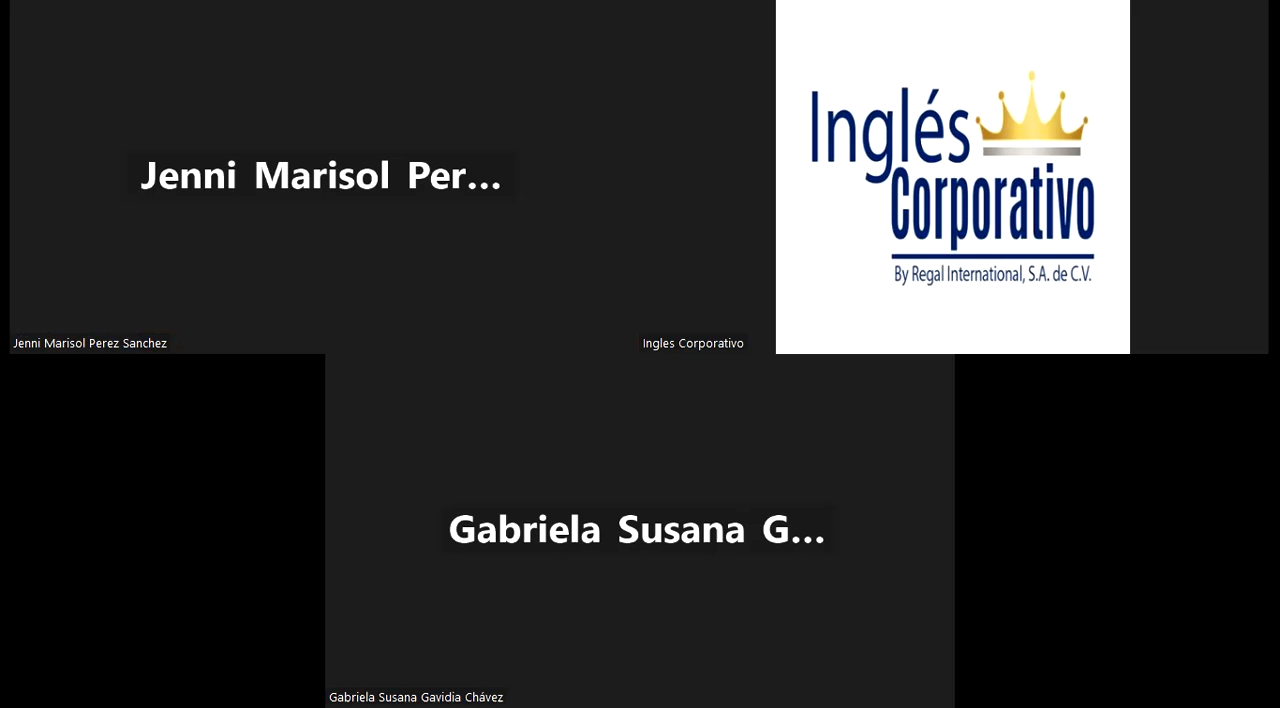 Jenni Marisol Per...
Jenni Marisol Perez Sanchez
Inglés
Corporativo
By Regal International, S.A. de C.V.
Ingles Corporativo
Gabriela Susana G...
Gabriela Susana Gavidia Chávez